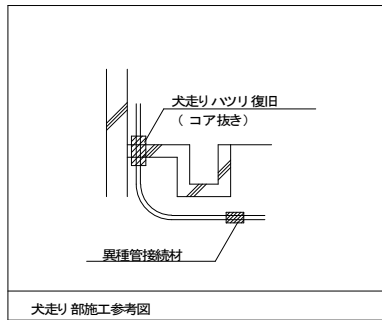 犬走りハツリ復旧
（コア抜き）
異種管接続材
犬走り部施工参考図